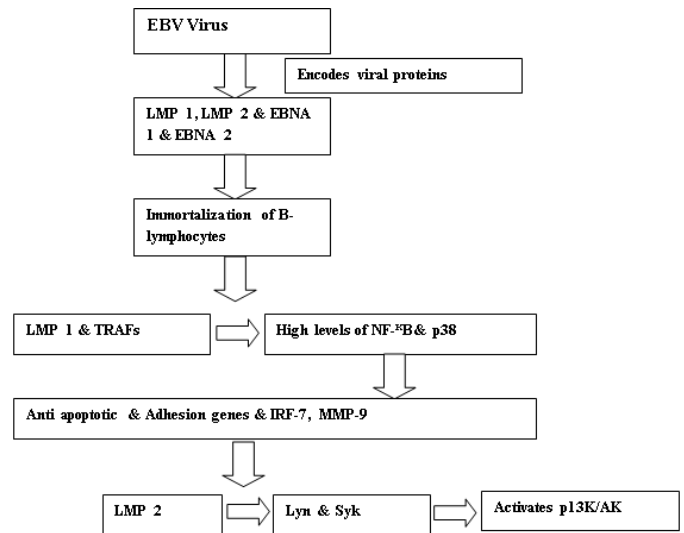 EBV Virus
Encodes viral proteins
LMP 1, LMP 2 & EBNA
1 & EBNA 2
Immortalization of B-
lymphocytes
LMP 1 & TRAFs
High levels of NF-ᴷB& p38
Anti apoptotic & Adhesion genes & IRF-7, MMP-9
LMP 2
Lyn & Syk
Activates p13K/AK